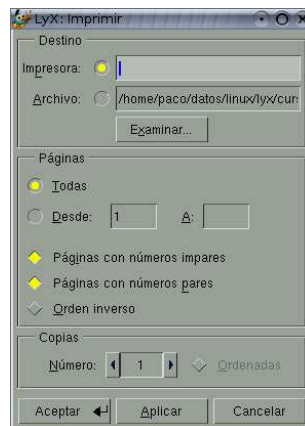 LyX: Imprimir
Destino
Impresora:
Archivo: /home/paco/datos/linux/lyx/cur
Examinar...
Páginas
Todas
Desde: 1 A:
Páginas con números impares
Páginas con números pares
Orden inverso
Copias
Número: 1 Ordenadas
Aceptar Aplicar Cancelar